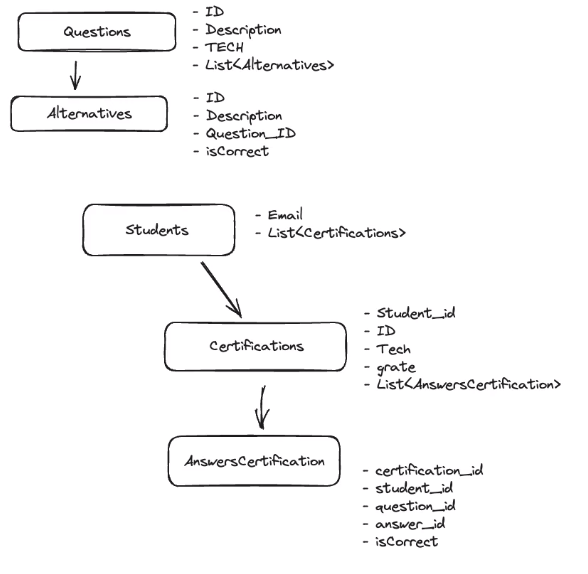 Questions
- ID
- Description
- TECH
- List<Alternatives>
Alternatives
- ID
- Description
- Question_ID
- isCorrect
Students
- Email
- List<Certifications>
Certifications
- Student_id
- ID
- Tech
- grate
- List<AnswersCertification>
AnswersCertification
- certification_id
- student_id
- question_id
- answer_id
- isCorrect